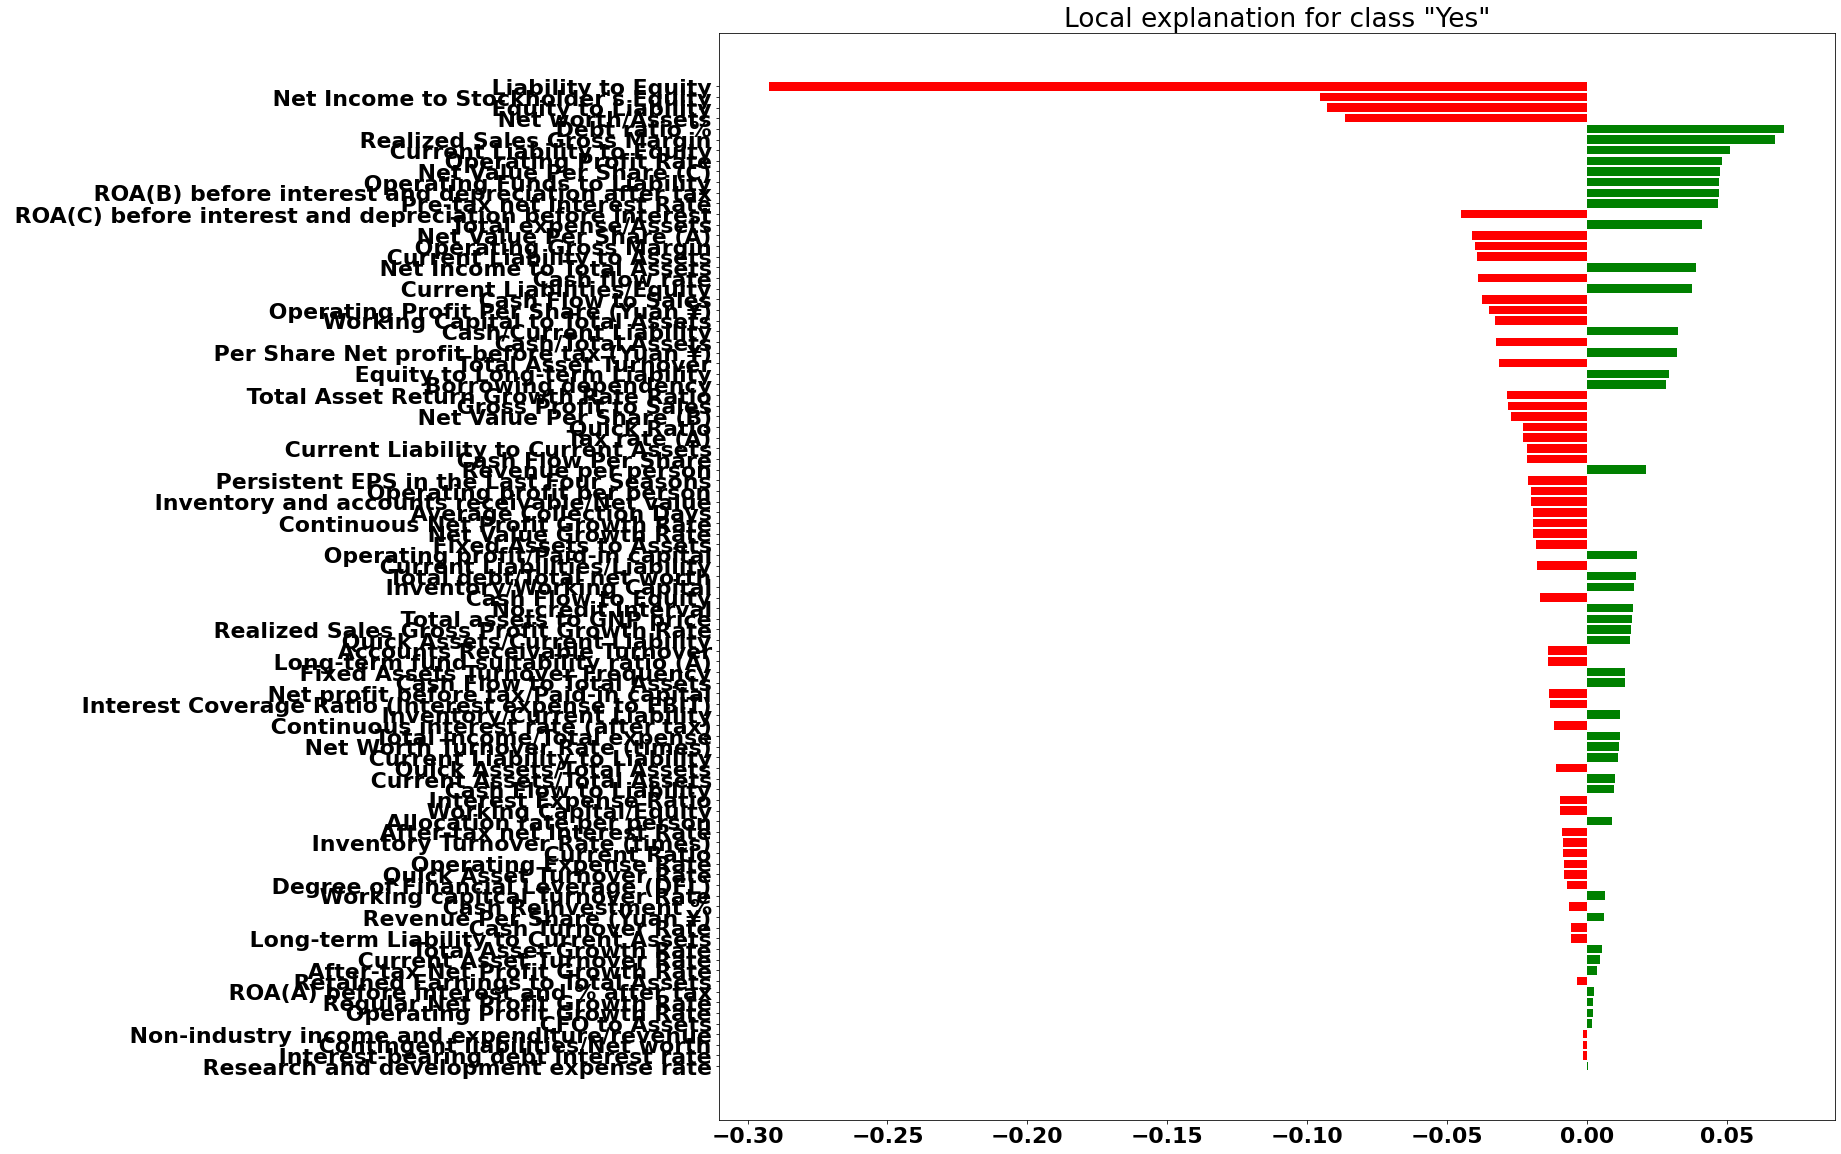 Local explanation for class "Yes"
Liability to Equity
Net Income to Stockholder's Equity
Equity to Liability
Net worth/Assets
Debt ratio %
Realized Sales Gross Margin
Current Liability to Equity
Operating Profit Rate
Net Value Per Share (C)
Operating Funds to Liability
ROA(B) before interest and depreciation after tax
Pre-tax net Interest Rate
ROA(C) before interest and depreciation before interest
Total expense/Assets
Net Value Per Share (A)
Operating Gross Margin
Current Liability to Assets
Net Income to Total Assets
Cash flow rate
Current Liabilities/Equity
Cash Flow to Sales
Operating Profit Per Share (Yuan ¥)
Working Capital to Total Assets
Cash/Current Liability
Cash/Total Assets
Per Share Net profit before tax (Yuan ¥)
Total Asset Turnover
Equity to Long-term Liability
Borrowing dependency
Total Asset Return Growth Rate Ratio
Gross Profit to Sales
Net Value Per Share (B)
Quick Ratio
Tax rate (A)
Current Liability to Current Assets
Cash Flow Per Share
Revenue per person
Persistent EPS in the Last Four Seasons
Operating profit per person
Inventory and accounts receivable/Net value
Average Collection Days
Continuous Net Profit Growth Rate
Net Value Growth Rate
Fixed Assets to Assets
Operating profit/Paid-in capital
Current Liabilities/Liability
Total debt/Total net worth
Inventory/Working Capital
Cash Flow to Equity
No-credit Interval
Total assets to GNP price
Realized Sales Gross Profit Growth Rate
Quick Assets/Current Liability
Accounts Receivable Turnover
Long-term fund suitability ratio (A)
Fixed Assets Turnover Frequency
Cash Flow to Total Assets
Net profit before tax/Paid-in capital
Interest Coverage Ratio (Interest expense to EBIT)
Inventory/Current Liability
Continuous interest rate (after tax)
Total income/Total expense
Net Worth Turnover Rate (times)
Current Liability to Liability
Quick Assets/Total Assets
Current Assets/Total Assets
Cash Flow to Liability
Interest Expense Ratio
Working Capital/Equity
Allocation rate per person
After-tax net Interest Rate
Inventory Turnover Rate (times)
Current Ratio
Operating Expense Rate
Quick Asset Turnover Rate
Degree of Financial Leverage (DFL)
Working capitcal Turnover Rate
Cash Reinvestment %
Revenue Per Share (Yuan ¥)
Cash Turnover Rate
Long-term Liability to Current Assets
Total Asset Growth Rate
Current Asset Turnover Rate
After-tax Net Profit Growth Rate
Retained Earnings to Total Assets
ROA(A) before interest and % after tax
Regular Net Profit Growth Rate
Operating Profit Growth Rate
CFO to Assets
Non-industry income and expenditure/revenue
Contingent liabilities/Net worth
Interest-bearing debt interest rate
Research and development expense rate
−0.30 −0.25 −0.20 −0.15 −0.10 −0.05 0.00 0.05